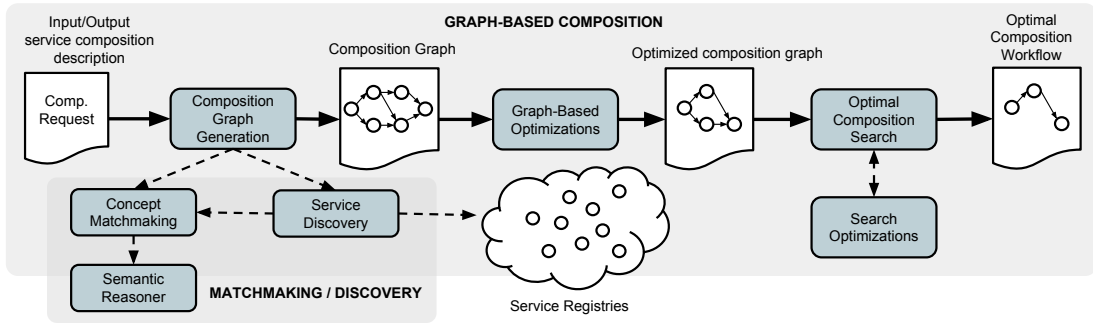 GRAPH-BASED COMPOSITION
Input/Output
service composition
description
Comp.
Request
Composition
Graph
Generation
Composition Graph
Graph-Based
Optimizations
Optimized composition graph
Optimal
Composition
Search
Optimal
Composition
Workflow
Concept
Matchmaking
Service
Discovery
Search
Optimizations
Semantic
Reasoner
MATCHMAKING / DISCOVERY
Service Registries